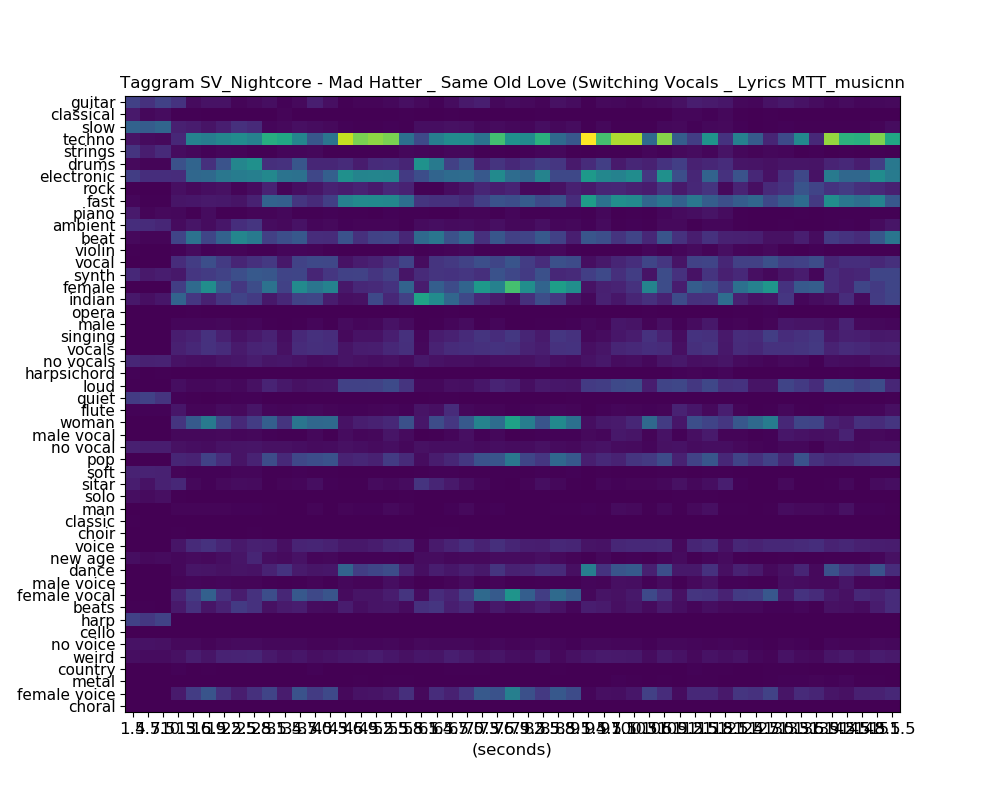 Taggram SV_Nightcore - Mad Hatter _ Same Old Love (Switching Vocals _ Lyrics MTT_musicnn
guitar
classical
slow
techno
strings
drums
electronic
rock
fast
piano
ambient
beat
violin
vocal
synth
female
indian
opera
male
singing
vocals
no vocals
harpsichord
loud
quiet
flute
woman
male vocal
no vocal
pop
soft
sitar
solo
man
classic
choir
voice
new age
dance
male voice
female vocal
beats
harp
cello
no voice
weird
country
metal
female voice
choral
(seconds)